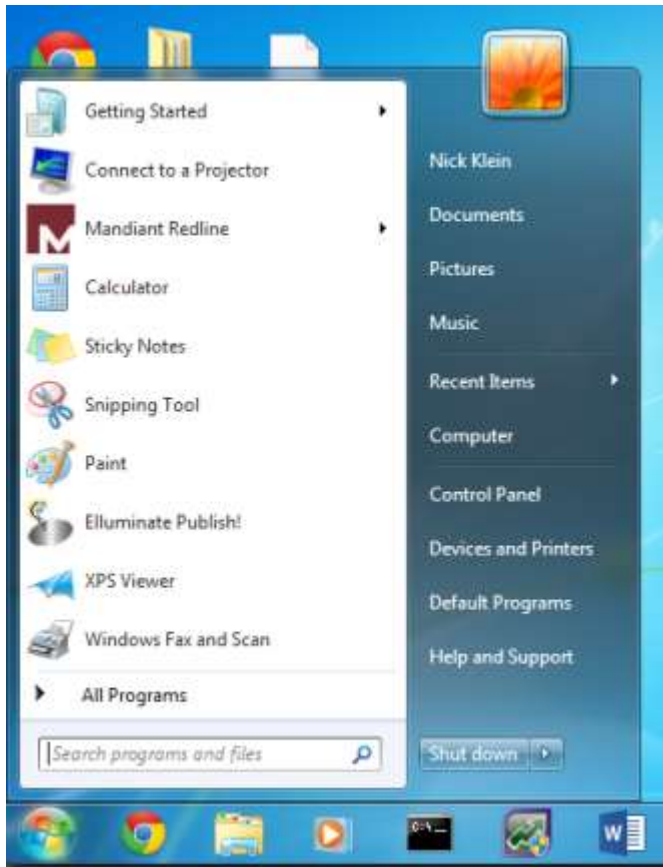 Getting Started
Connect to a Projector
Mandiant Redline
Calculator
Sticky Notes
Snipping Tool
Paint
Elluminate Publish!
XPS Viewer
Windows Fax and Scan
All Programs
Search programs and files
Nick Klein
Documents
Pictures
Music
Recent Items
Computer
Control Panel
Devices and Printers
Default Programs
Help and Support
Shut down